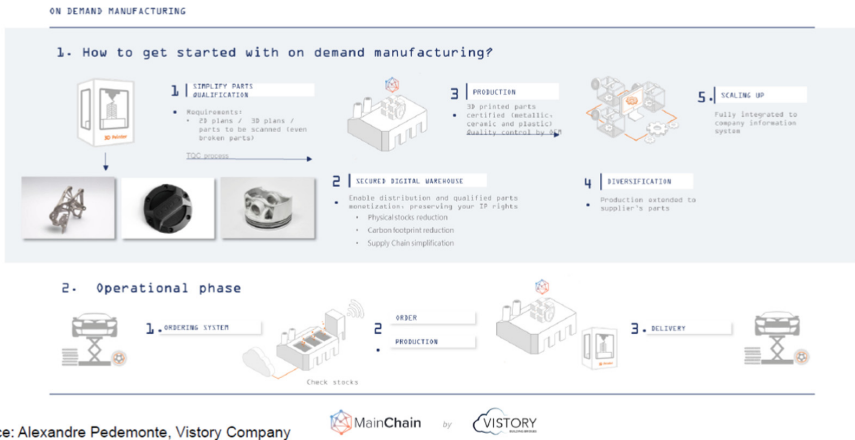 ON DEMAND MANUFACTURING
1. How to get started with on demand manufacturing?
1 SIMPLIFY PARTS
QUALIFICATION
• Requirements:
• 2D plans / 3D plans /
parts to be scanned (even
broken parts)
TQC process
2 SECURED DIGITAL WAREHOUSE
• Enable distribution and qualified parts
monetization, preserving your IP rights
• Physical stocks reduction
• Carbon footprint reduction
• Supply Chain simplification
3 PRODUCTION
3D printed parts
• certified (metallic,
ceramic and plastic)
Quality control by OEM
4 DIVERSIFICATION
• Production extended to
supplier's parts
5. SCALING UP
Fully integrated to
company information
system
2. Operational phase
1. ORDERING SYSTEM
Check stocks
2 ORDER
• PRODUCTION
3. DELIVERY
ce: Alexandre Pedemonte, Vistory Company
MainChain by VISTORY